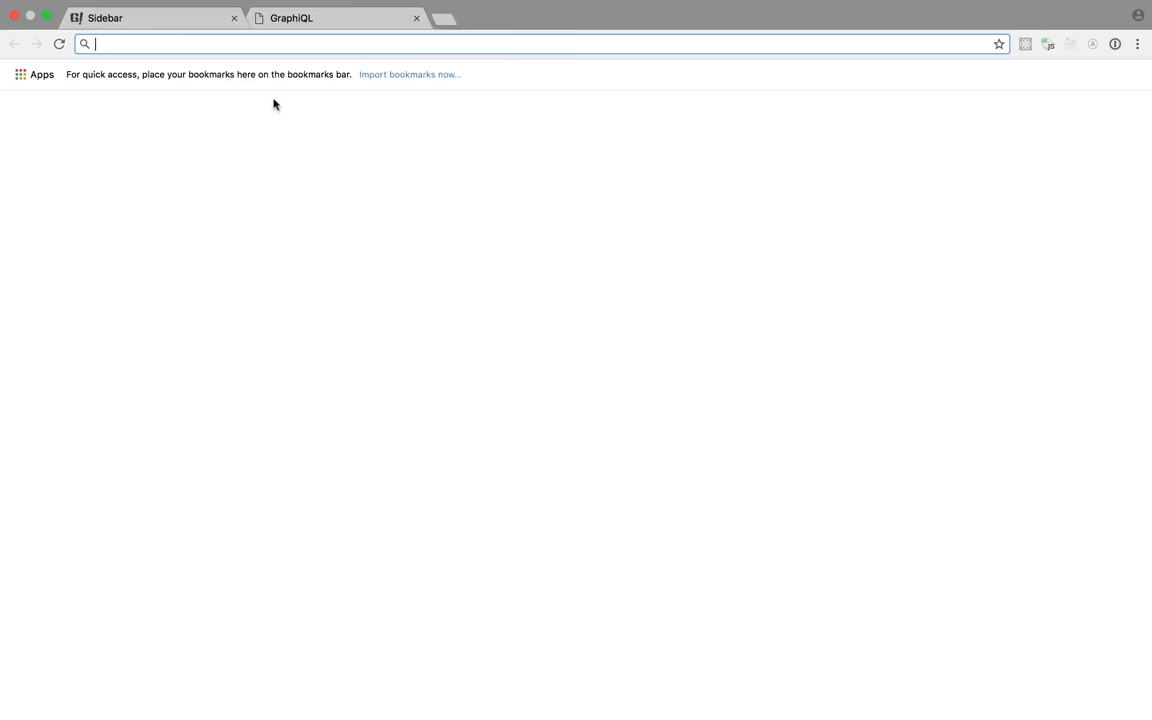 G! Sidebar
GraphiQL
Apps For quick access, place your bookmarks here on the bookmarks bar. Import bookmarks now...